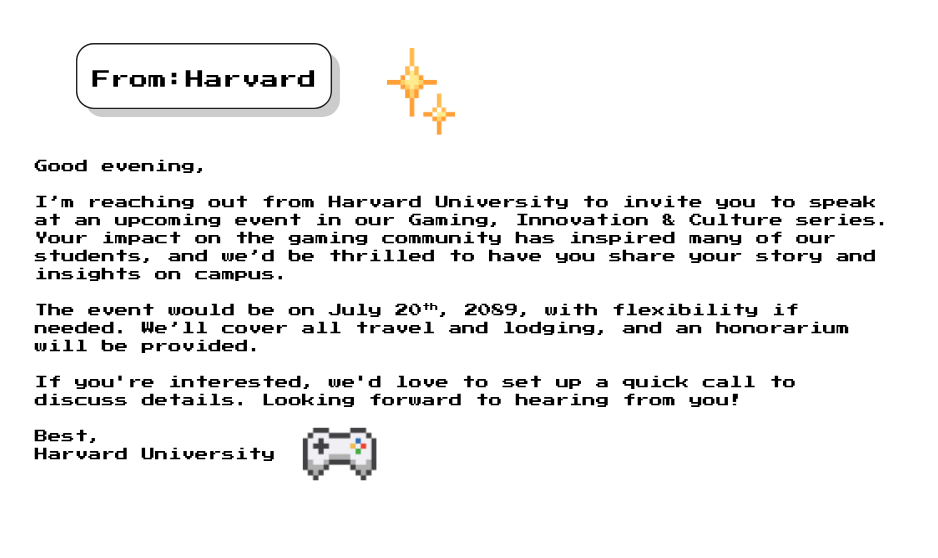 From:Harvard
Good evening,
I'm reaching out from Harvard University to invite you to speak
at an upcoming event in our Gaming, Innovation & Culture series.
Your impact on the gaming community has inspired many of our
students, and we'd be thrilled to have you share your story and
insights on campus.
The event would be on July 20th, 2089, with flexibility if
needed. We'll cover all travel and lodging, and an honorarium
will be provided.
If you're interested, we'd love to set up a quick call to
discuss details. Looking forward to hearing from you!
Best,
Harvard University